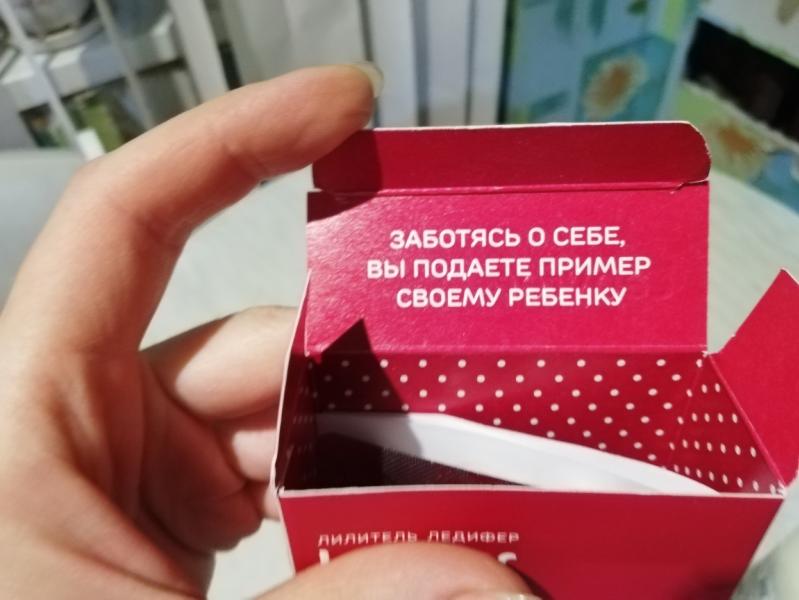 ЗАБОТЯСЬ О СЕБЕ,
ВЫ ПОДАЕТЕ ПРИМЕР
СВОЕМУ РЕБЕНКУ